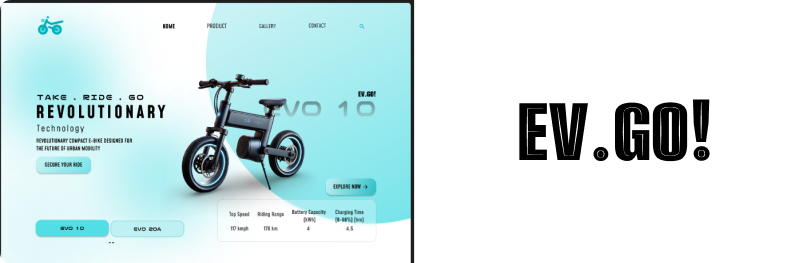 HOME PRODUCT GALLERY CONTACT
TAKE . RIDE . GO
REVOLUTIONARY
Technology
REVOLUTIONARY COMPACT E-BIKE DESIGNED FOR
THE FUTURE OF URBAN MOBILITY
SECURE YOUR RIDE
EV.GO!
EVO 10
EXPLORE NOW →
Top Speed Riding Range Battery Capacity (kWh) Charging Time (0-80%) (hrs)
117 kmph 176 km 4 4.5
EVO 10 EVO 20A
EV.GO!